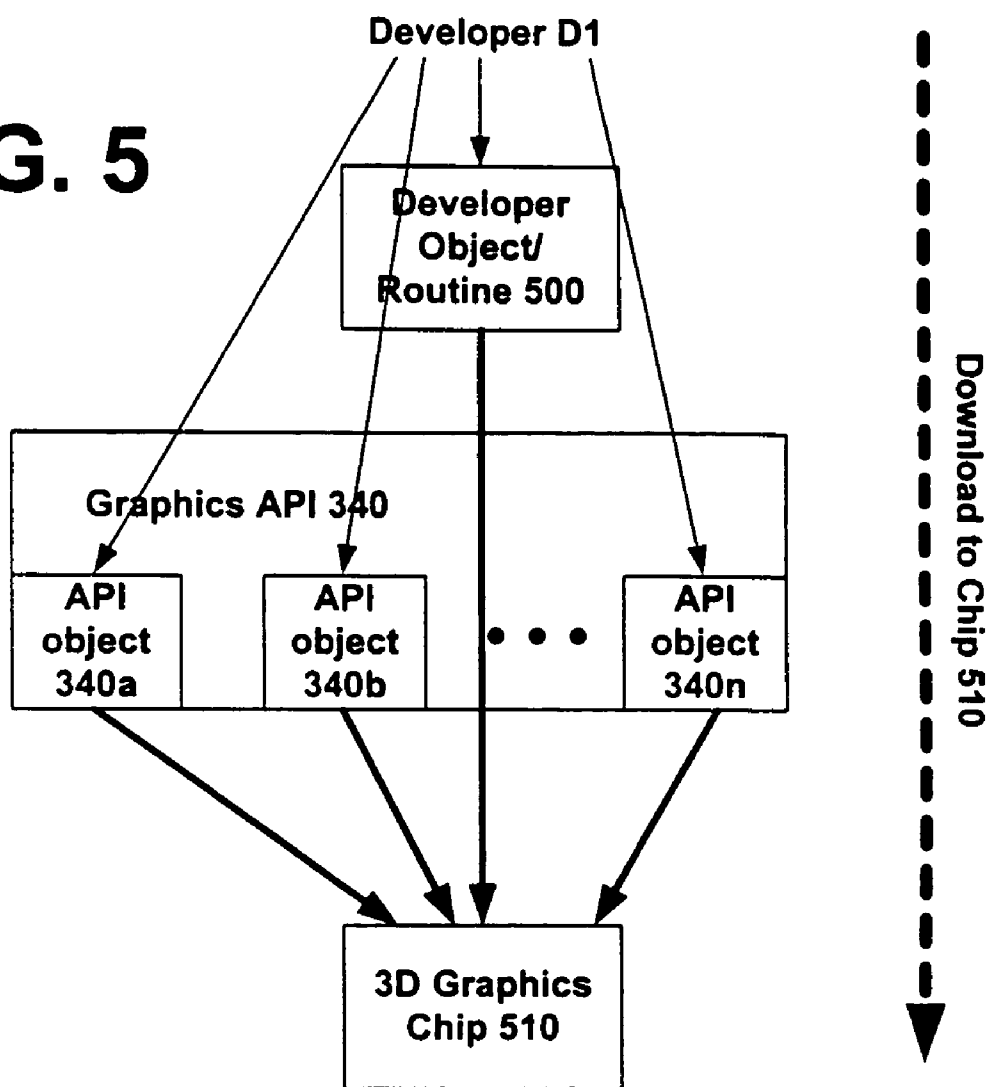 Developer D1
G. 5
Developer
Object/
Routine 500
Graphics API 340
API
object
340a
API
object
340b
API
object
340n
3D Graphics
Chip 510
Download to Chip 510